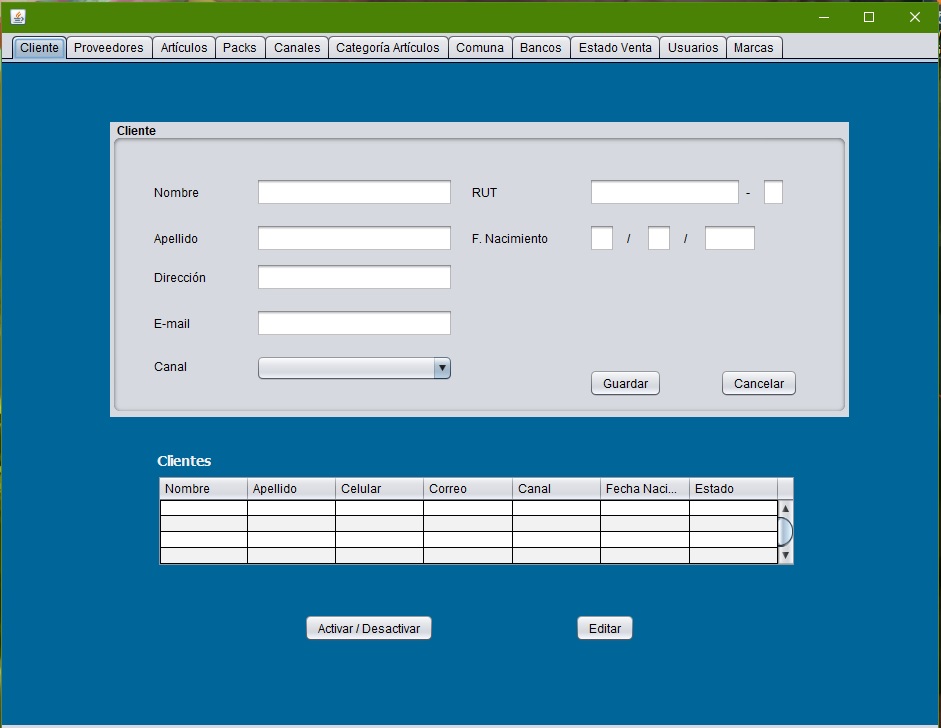 Cliente Proveedores Artículos Packs Canales Categoría Artículos Comuna Bancos Estado Venta Usuarios Marcas
Cliente
Nombre RUT -
Apellido F. Nacimiento / /
Dirección
E-mail
Canal
Guardar Cancelar
Clientes
Nombre Apellido Celular Correo Canal Fecha Naci... Estado
Activar / Desactivar Editar